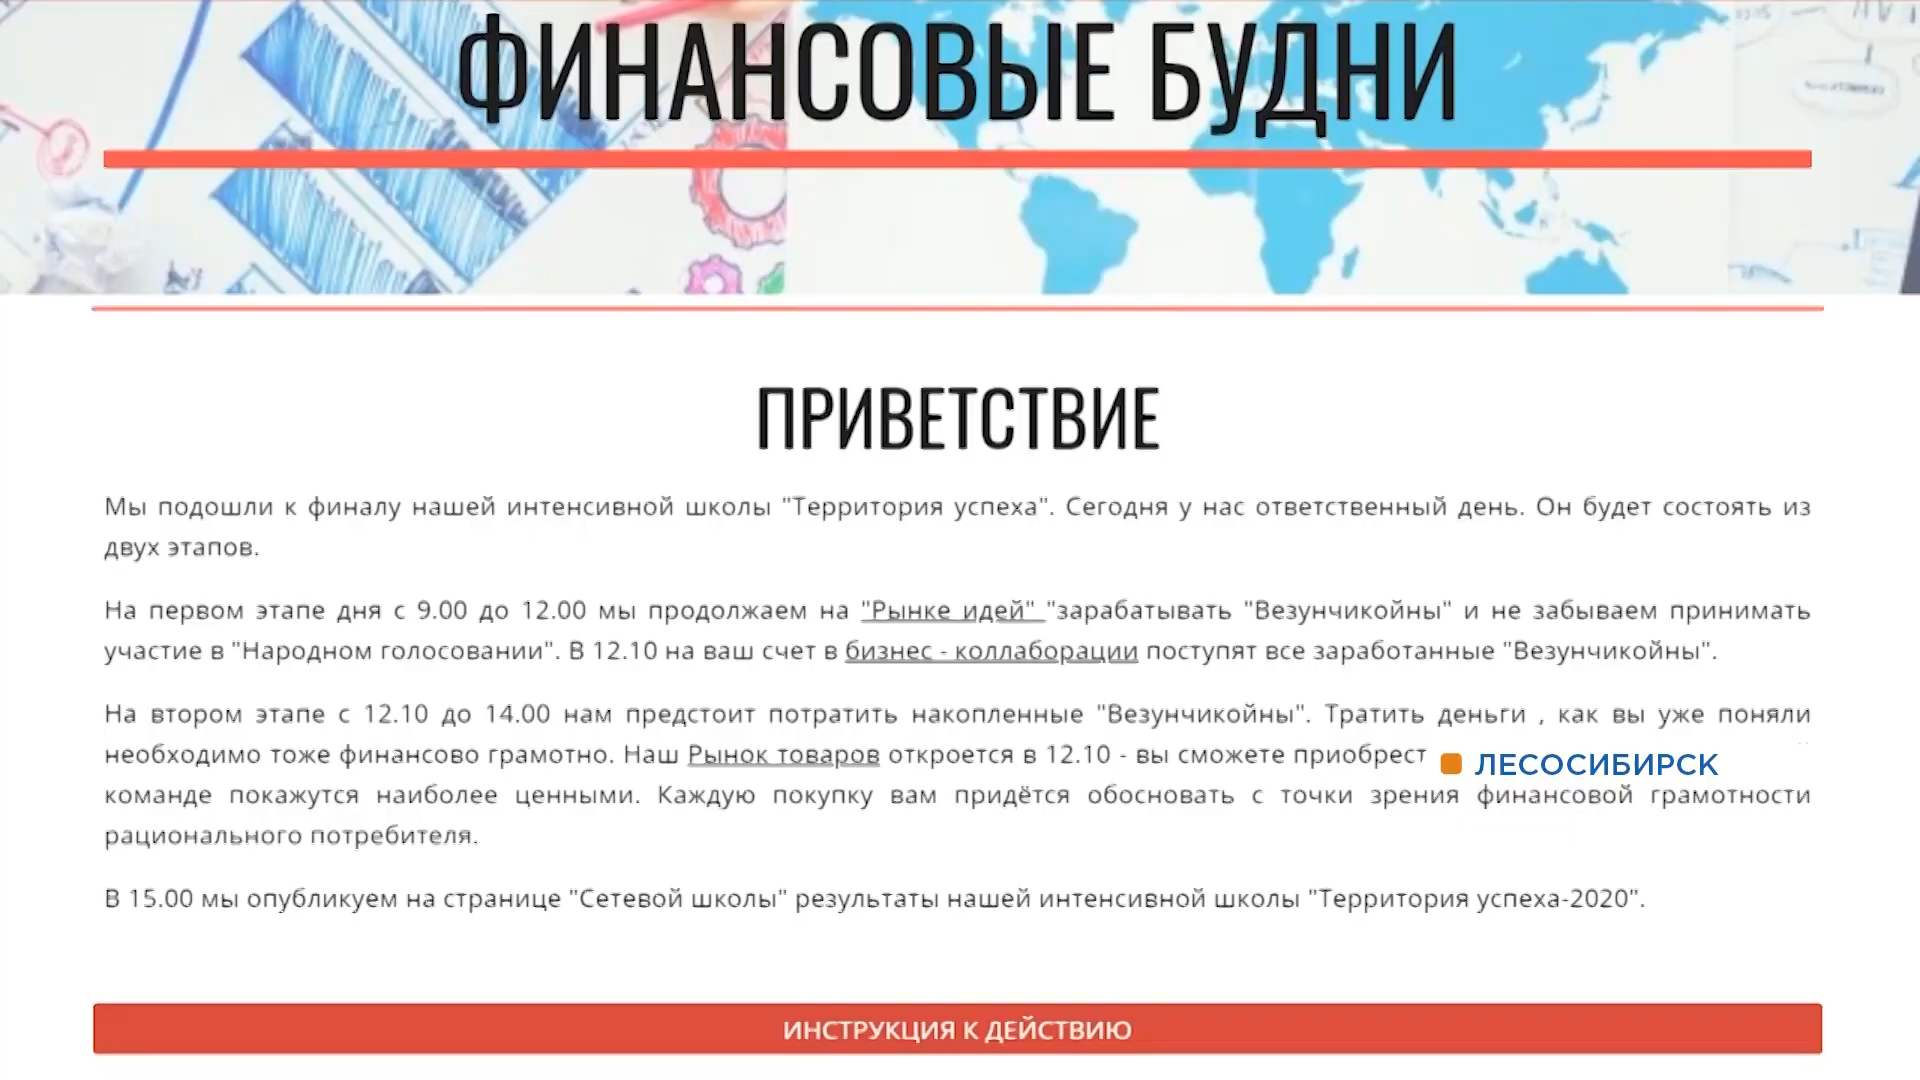 ФИНАНСОВЫЕ БУДНИ
ПРИВЕТСТВИЕ
Мы подошли к финалу нашей интенсивной школы "Территория успеха". Сегодня у нас ответственный день. Он будет состоять из
двух этапов.
На первом этапе дня с 9.00 до 12.00 мы продолжаем на "Рынке идей" "зарабатывать "Везунчикойны" и не забываем принимать
участие в "Народном голосовании". В 12.10 на ваш счет в бизнес - коллаборации поступят все заработанные "Везунчикойны".
На втором этапе с 12.10 до 14.00 нам предстоит потратить накопленные "Везунчикойны". Тратить деньги , как вы уже поняли
необходимо тоже финансово грамотно. Наш Рынок товаров откроется в 12.10 - вы сможете приобрест
ЛЕСОСИБИРСК
команде покажутся наиболее ценными. Каждую покупку вам придётся обосновать с точки зрения финансовой грамотности
рационального потребителя.
В 15.00 мы опубликуем на странице "Сетевой школы" результаты нашей интенсивной школы "Территория успеха-2020".
ИНСТРУКЦИЯ К ДЕЙСТВИЮ